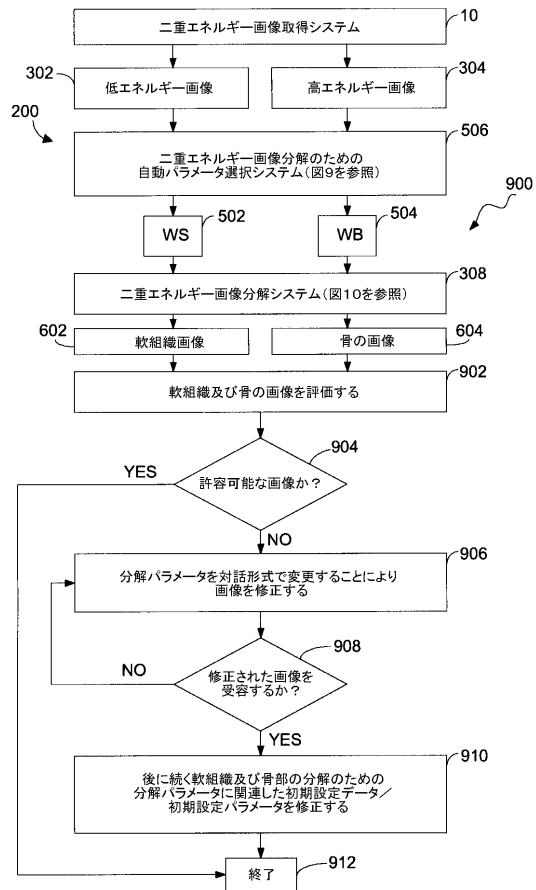 二重エネルギー画像取得システム
10
302
低エネルギー画像
304
高エネルギー画像
200
506
二重エネルギー画像分解のための
自動パラメータ選択システム(図9を参照)
900
WS
502
WB
504
308
二重エネルギー画像分解システム(図10を参照)
602
軟組織画像
604
骨の画像
902
軟組織及び骨の画像を評価する
904
YES
許容可能な画像か?
NO
906
分解パラメータを対話形式で変更することにより
画像を修正する
908
NO
修正された画像を
受容するか?
YES
910
後に続く軟組織及び骨部の分解のための
分解パラメータに関連した初期設定データ/
初期設定パラメータを修正する
終了
912